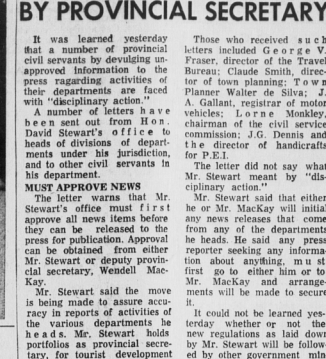 BY PROVINCIAL SECRETARY
It was learned yesterday
that a number of provincial
civil servants by devulging un-
approved information to the
press ragarding activities of
their departments are faced
with "disciplinary action."
A number of letters have
been sent out from Hon.
David Stewart's office to
heads of divisions of depart-
ments under his jurisdiction,
and to other civil servants in
his department.
MUST APPROVE NEWS
The letter warns that Mr.
Stewart's office must first
approve all news items before
they can be released to the
press for publication. Approval
can be obtained from either
Mr. Stewart or deputy provin-
cial secretary, Wendell Mac-
Kay.
Mr. Stewart said the move
is being made to assure accu-
racy in reports of activities of
the various departments he
heads. Mr. Stewart holds
portfolios as provincial secre-
tary, for tourist development
Those who received such
letters included George V.
Fraser, director of the Travel
Bureau; Claude Smith, direc-
tor of town planning; Town
Planner Walter de Silva; J.
A. Gallant, registrar of motor
vehicles; Lorne Monkley,
chairman of the civil service
commission; J.G. Dennis and
the director of handicrafts
for P.E.I.
The letter did not say what
Mr. Stewart meant by "dis-
ciplinary action."
Mr. Stewart said that either
he or Mr. MacKay will initial
any news releases that come
from any of the departments
he heads. He said any press
reporter seeking any informa-
tion about anything, must
first go to either him or to
Mr. MacKay and arrange-
ments will be made to secure
it.
It could not be learned yes-
terday whether or not the
new regulations as laid down
by Mr. Stewart will be follow-
ed by other government min-